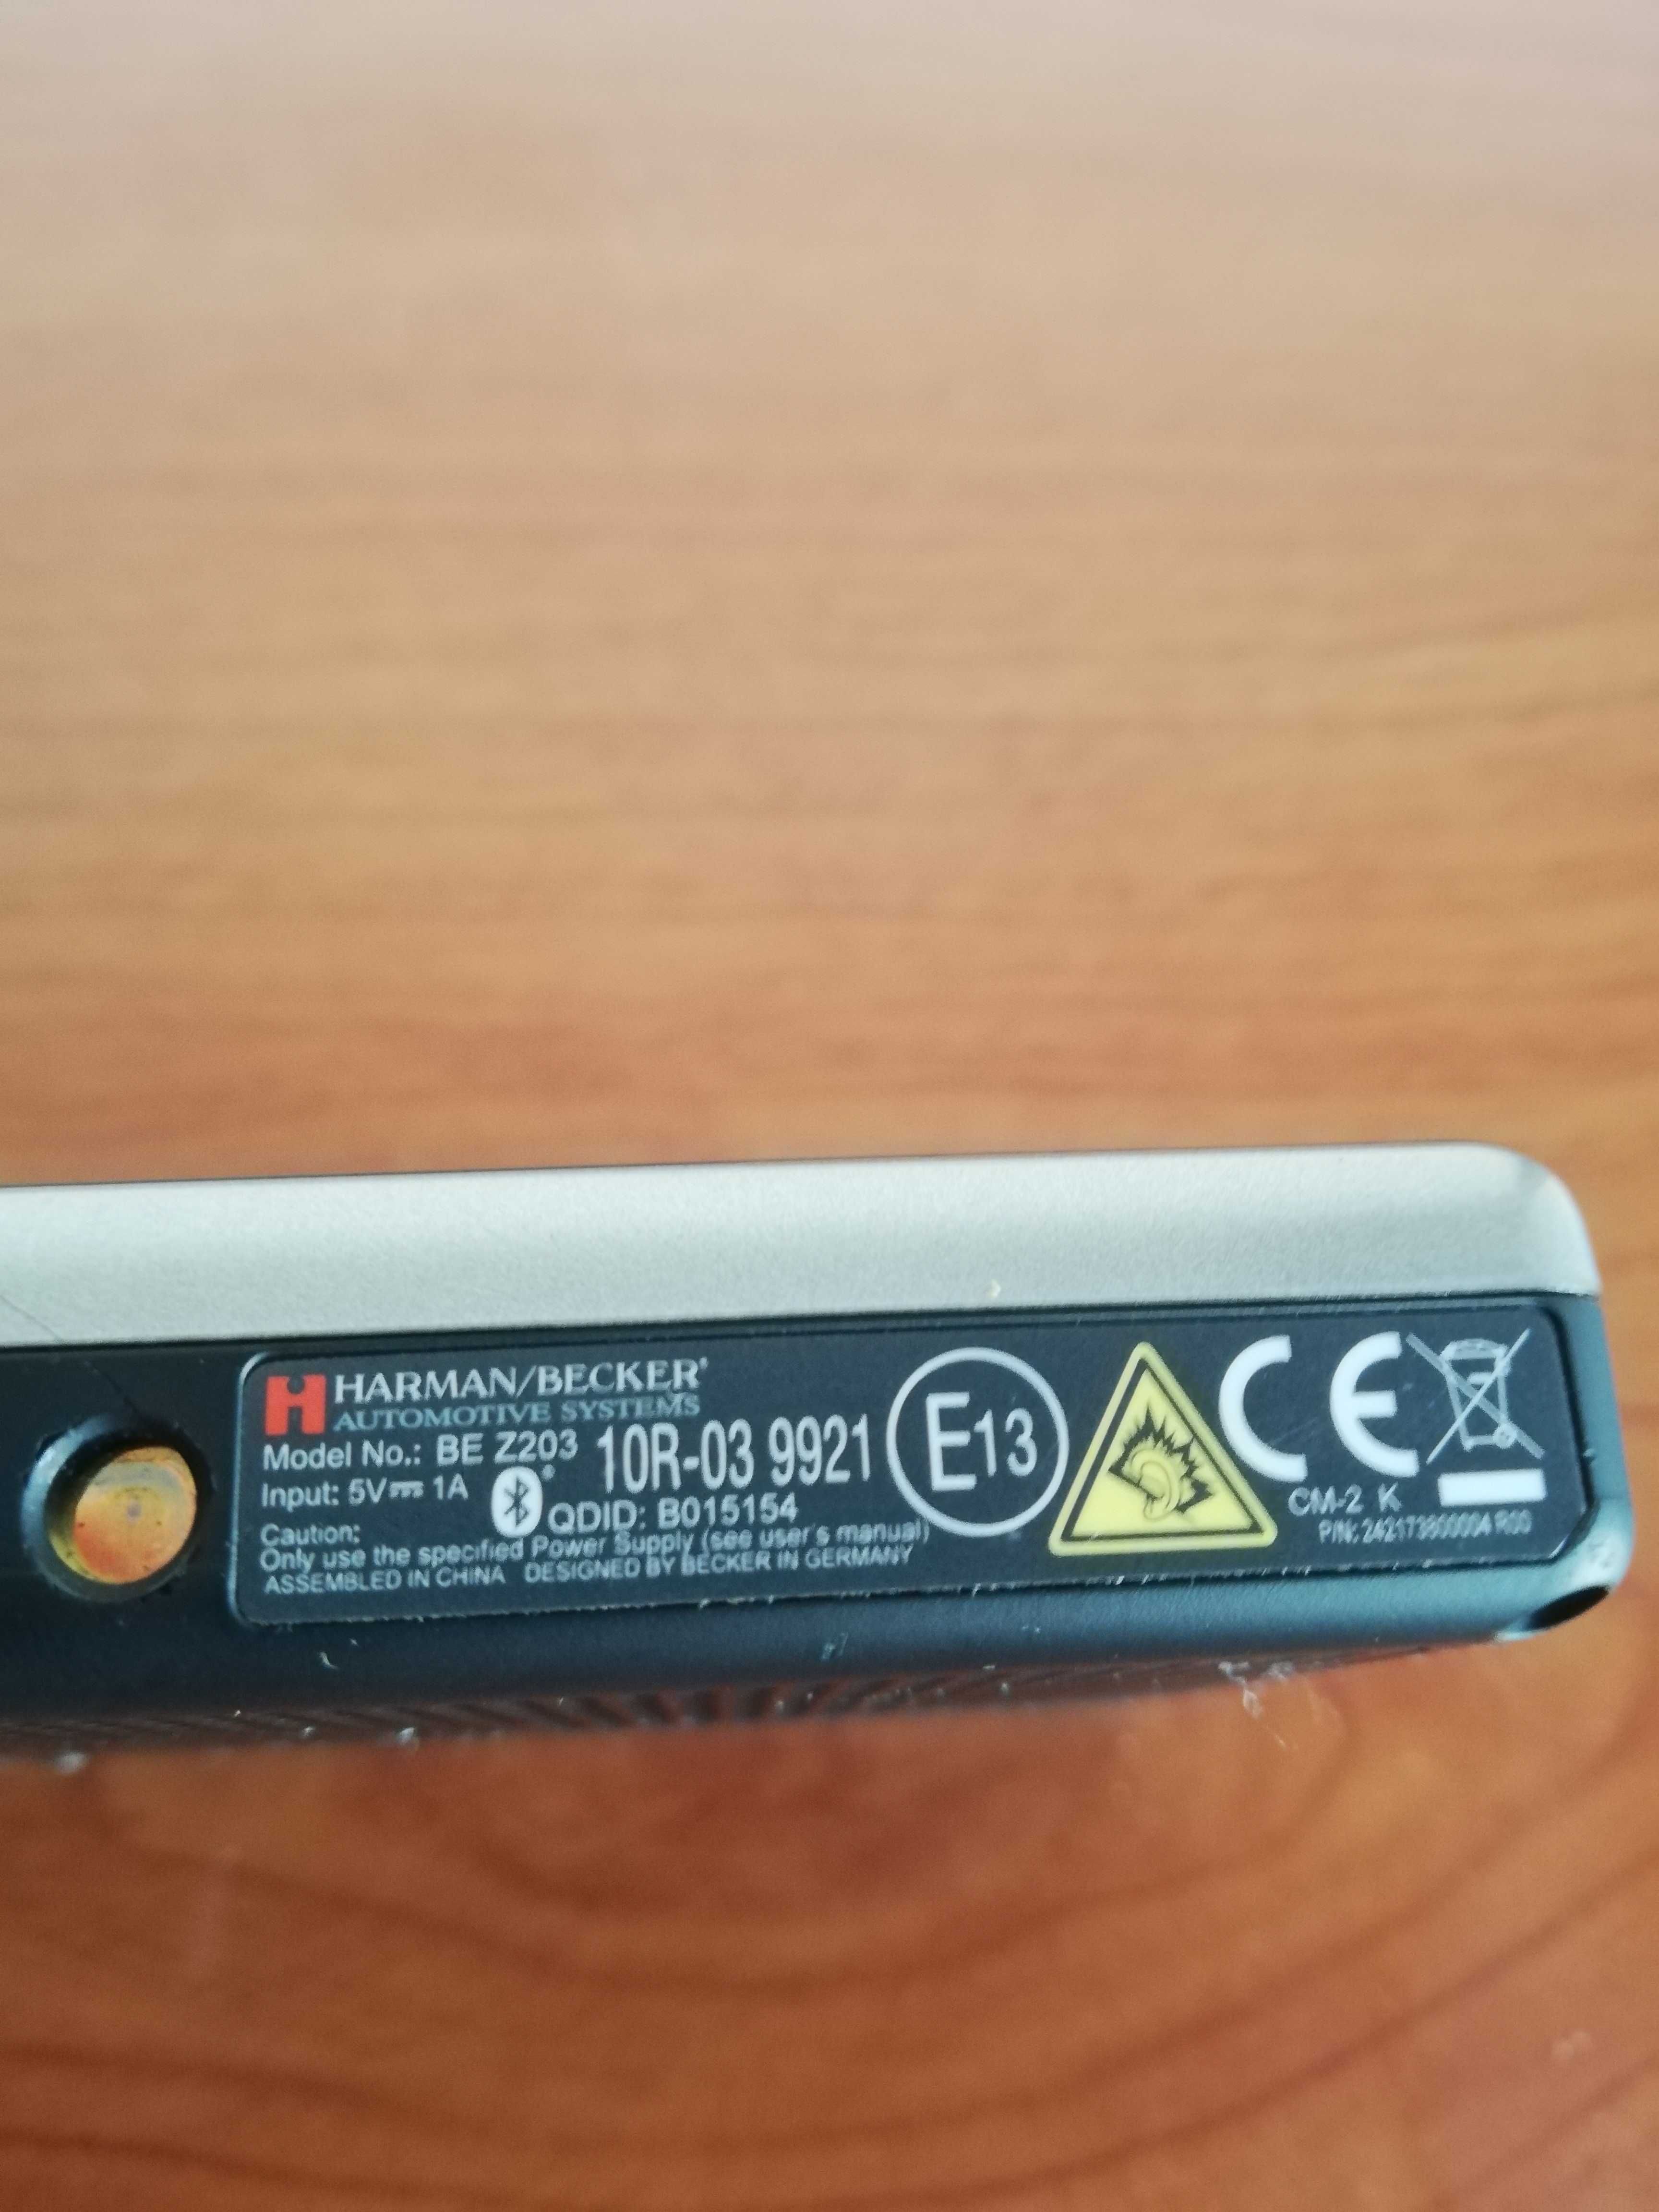 HARMAN/BECKER
AUTOMOTIVE SYSTEMS
Model No.: BE Z203
10R-03 9921
E13
CE
Input: 5V⎓ 1A
QDID: B015154
CM-2 K
P/N: 242173800004 R00
Caution:
Only use the specified Power Supply (see user's manual)
ASSEMBLED IN CHINA DESIGNED BY BECKER IN GERMANY